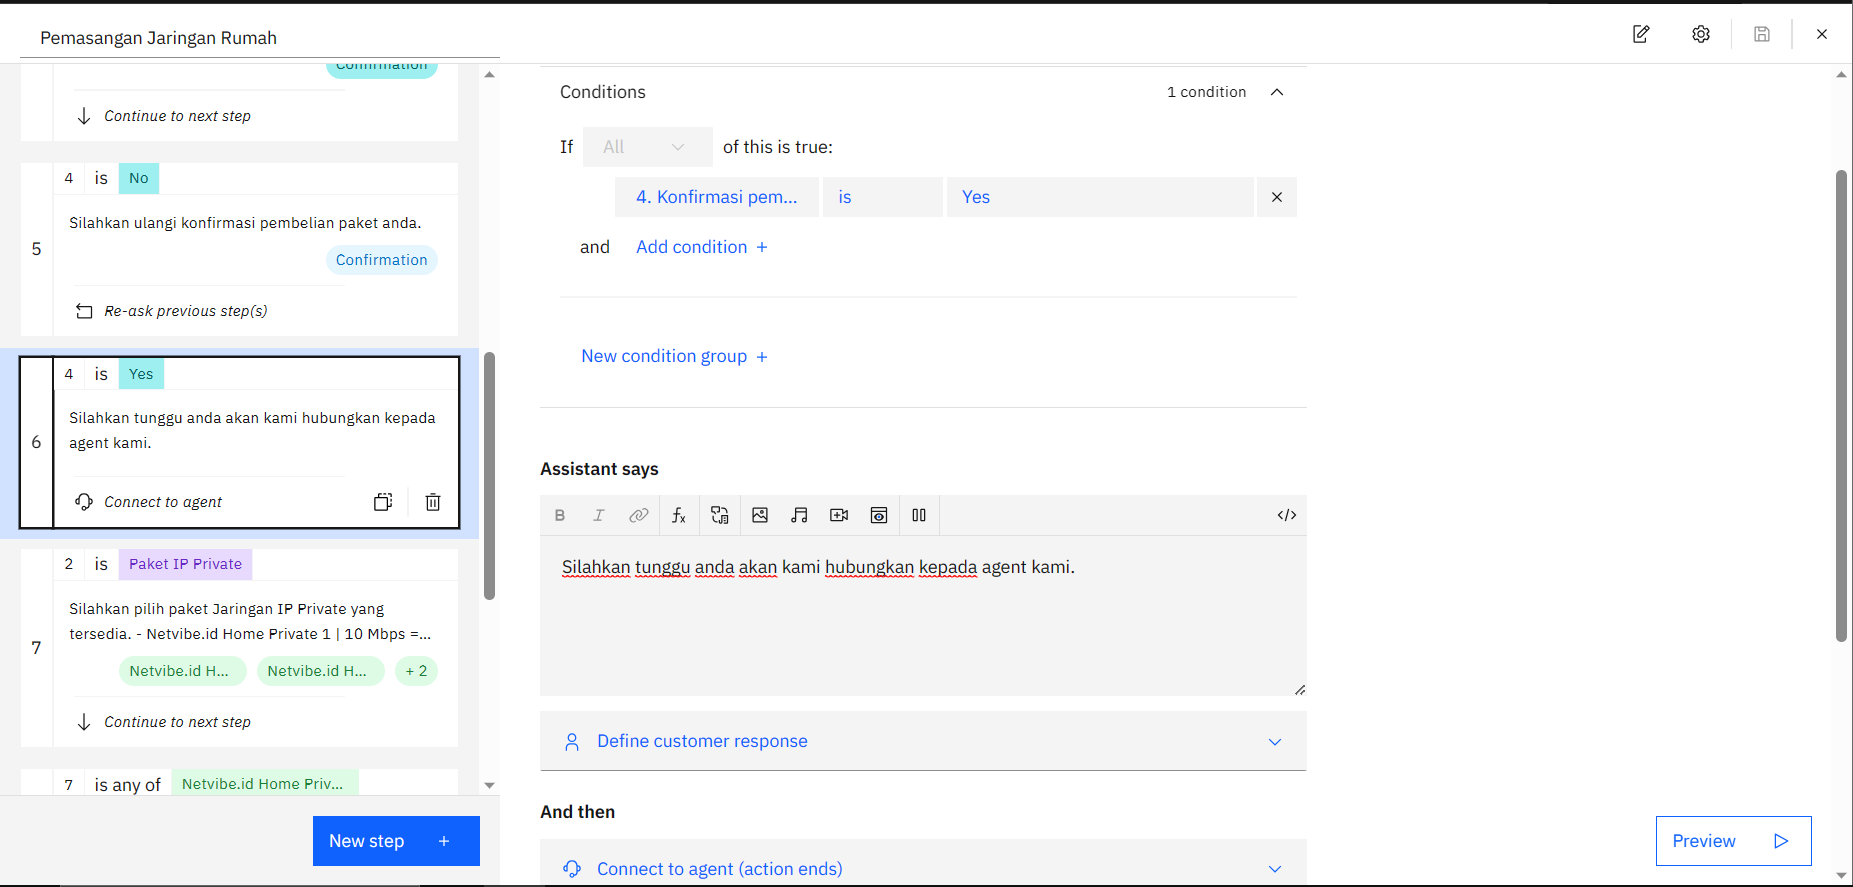 Pemasangan Jaringan Rumah
Confirmation
Continue to next step
4 is No
Silahkan ulangi konfirmasi pembelian paket anda.
5
Confirmation
Re-ask previous step(s)
4 is Yes
Silahkan tunggu anda akan kami hubungkan kepada
agent kami.
6
Connect to agent
2 is Paket IP Private
Silahkan pilih paket Jaringan IP Private yang
tersedia. - Netvibe.id Home Private 1 | 10 Mbps =...
7
Netvibe.id H... Netvibe.id H... + 2
Continue to next step
7 is any of Netvibe.id Home Priv...
New step +
Conditions 1 condition
If All of this is true:
4. Konfirmasi pem... is Yes
and Add condition +
New condition group +
Assistant says
B I fx </>
Silahkan tunggu anda akan kami hubungkan kepada agent kami.
Define customer response
And then
Connect to agent (action ends)
Preview